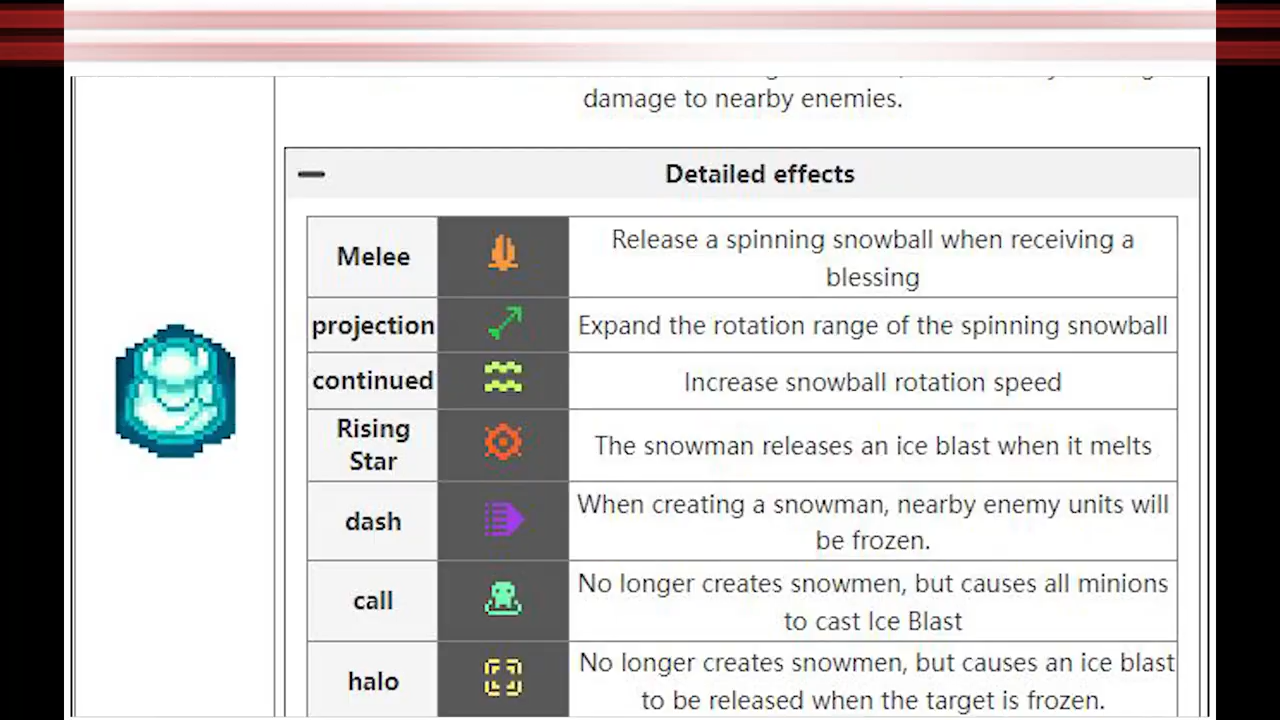 damage to nearby enemies.
Detailed effects
Melee
Release a spinning snowball when receiving a
blessing
projection
Expand the rotation range of the spinning snowball
continued
Increase snowball rotation speed
Rising
Star
The snowman releases an ice blast when it melts
dash
When creating a snowman, nearby enemy units will
be frozen.
call
No longer creates snowmen, but causes all minions
to cast Ice Blast
halo
No longer creates snowmen, but causes an ice blast
to be released when the target is frozen.